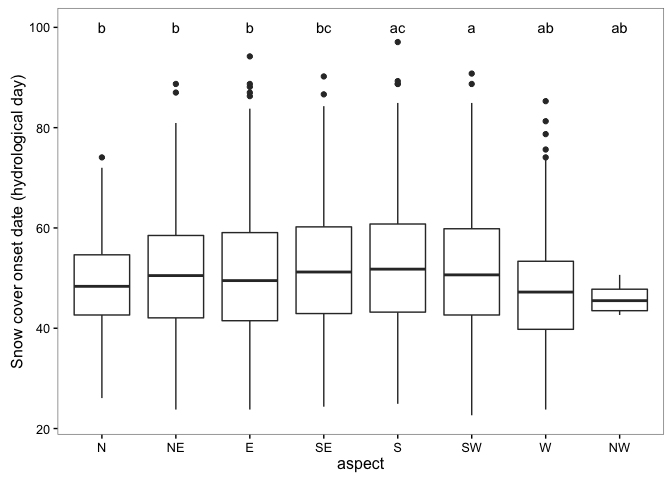 b b b bc ac a ab ab
Snow cover onset date (hydrological day)
100
80
60
40
20
N NE E SE S SW W NW
aspect